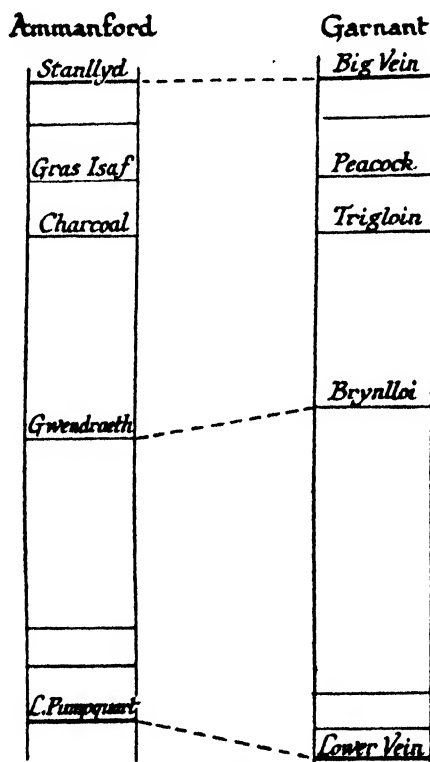 Ammanford
Garnant
Stanllyd
Big Vein
Gras Isaf
Peacock
Charcoal
Trigloin
Gwendraeth
Brynlloi
L. Pumpquart
Lower Vein